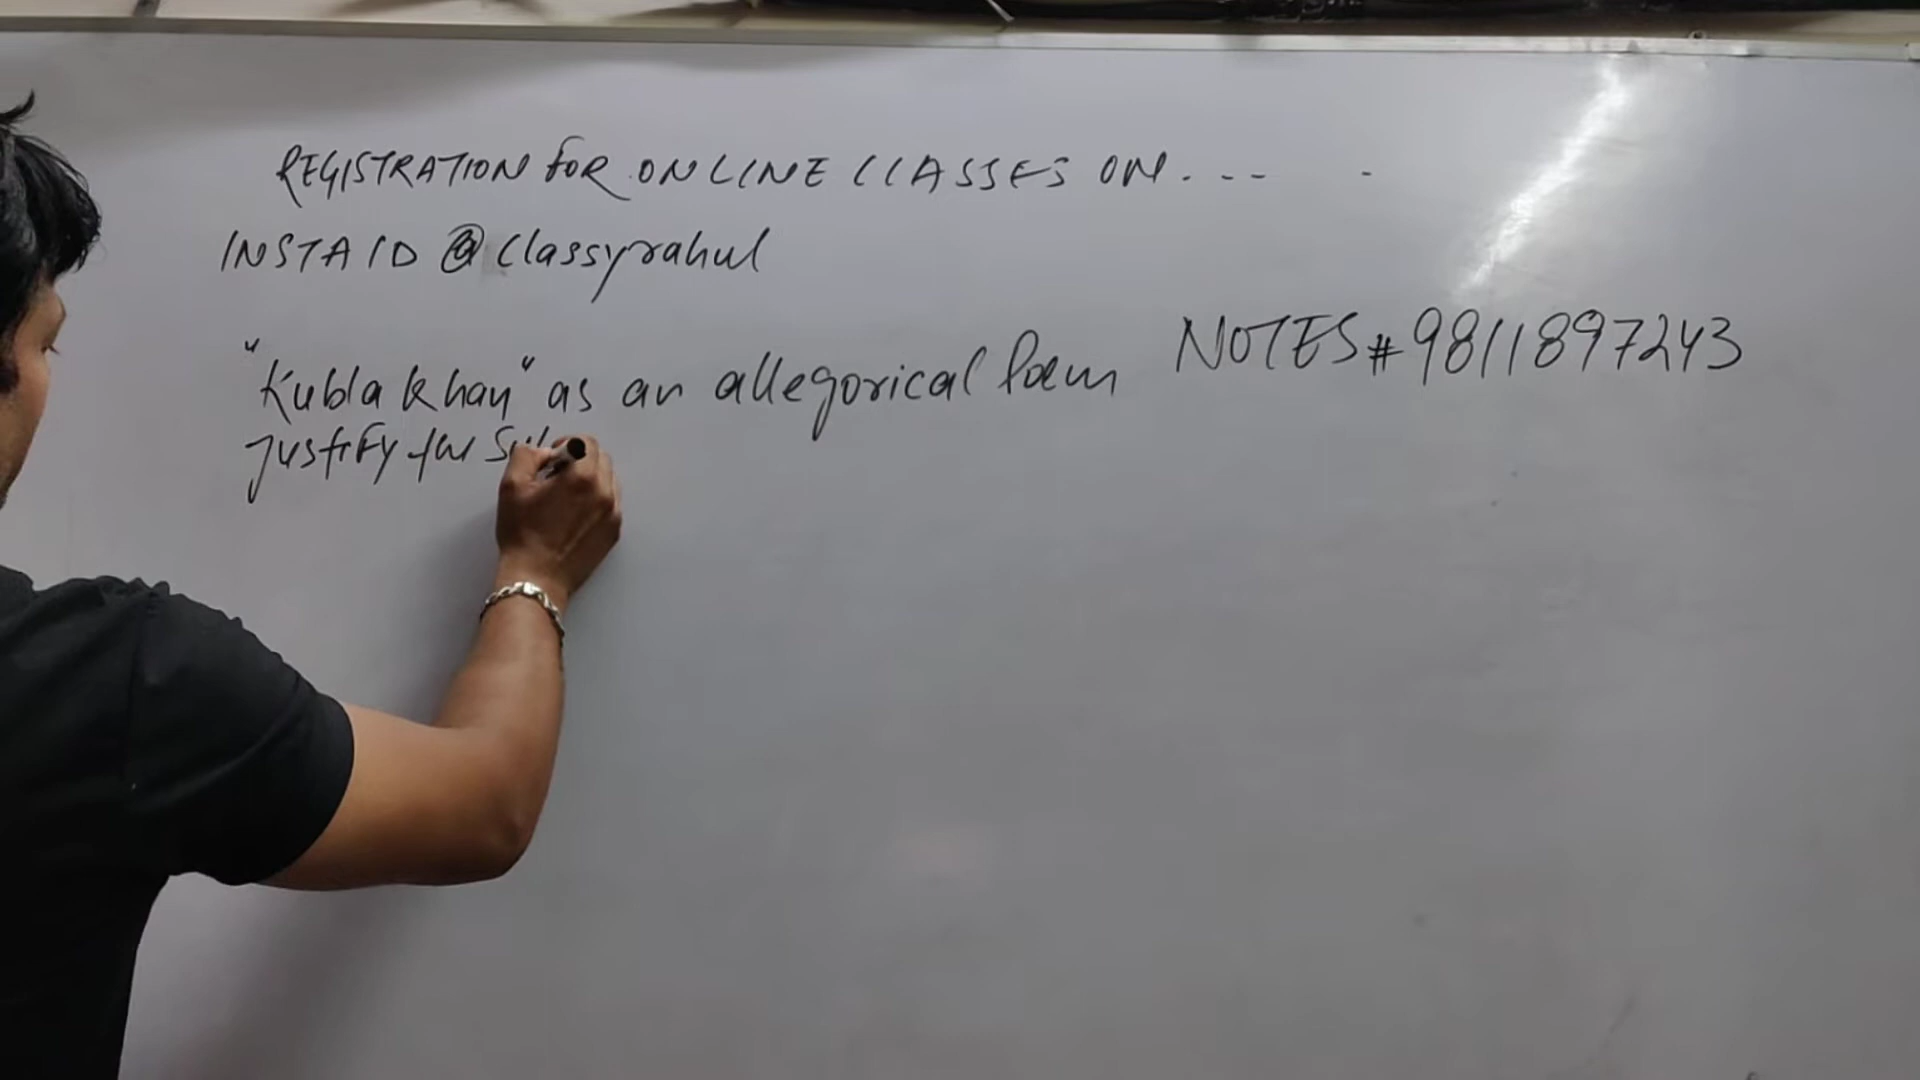 REGISTRATION FOR ONLINE CLASSES ON....
INSTA ID @classyrahul
"Kubla khan" as an allegorical Poem
NOTES # 9811897243
Justify the